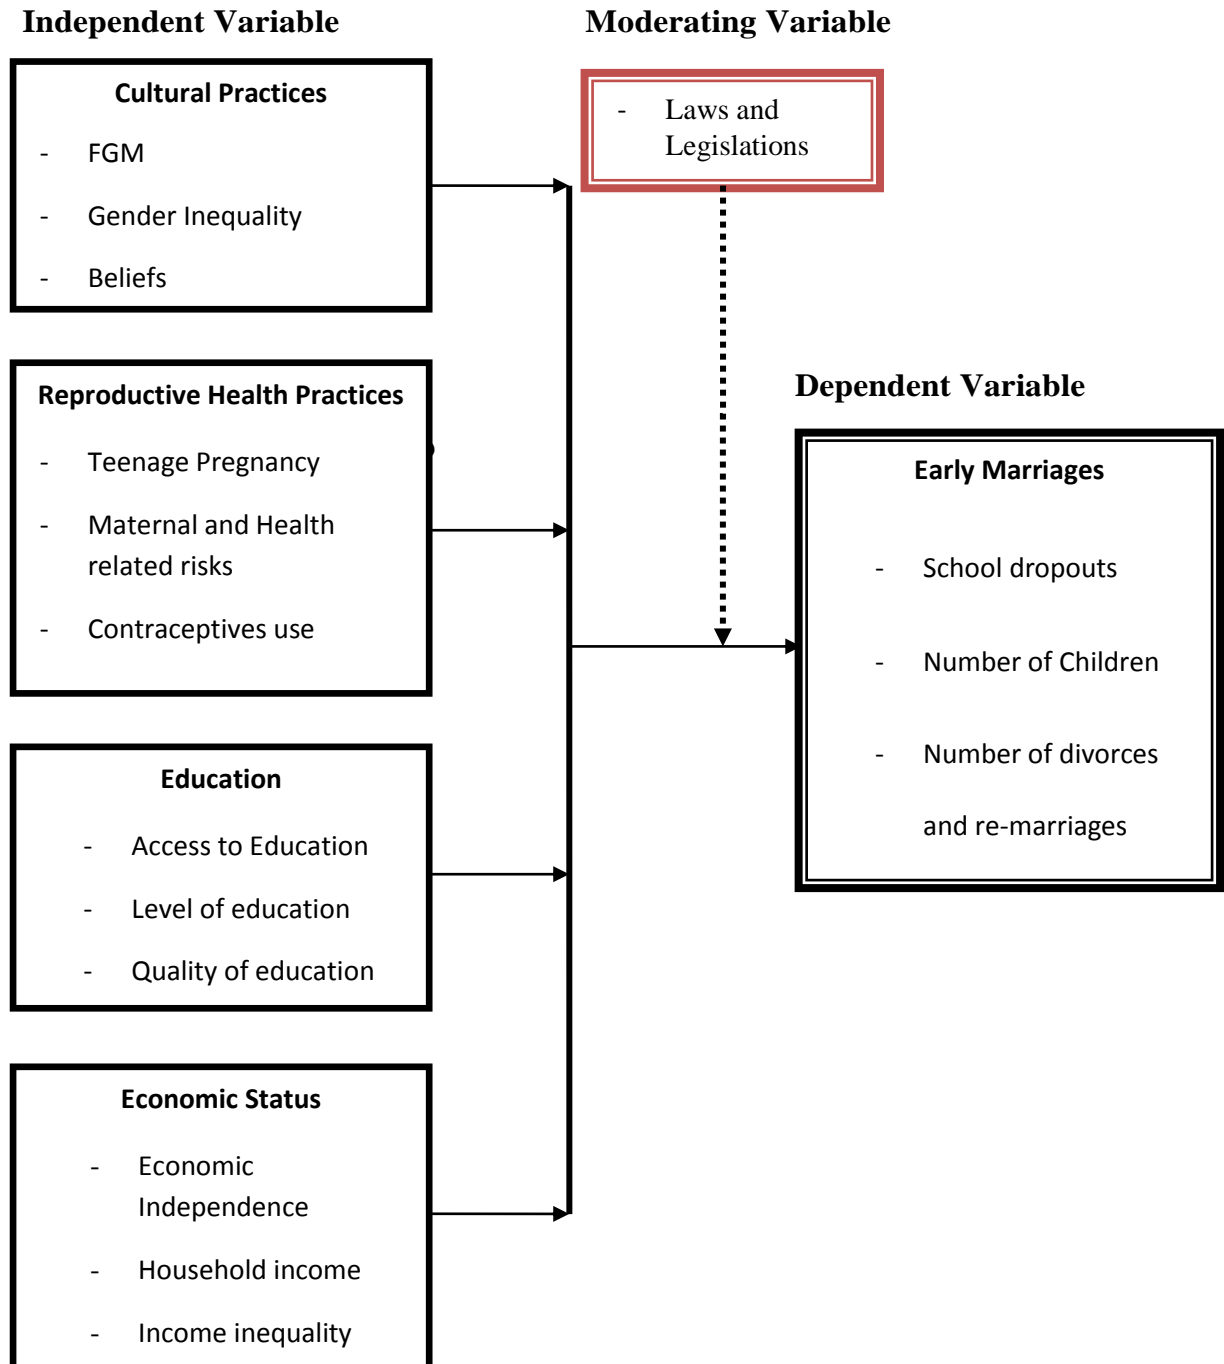 Independent Variable
Moderating Variable
Cultural Practices
- FGM
- Gender Inequality
- Beliefs
- Laws and
Legislations
Reproductive Health Practices
- Teenage Pregnancy
- Maternal and Health
related risks
- Contraceptives use
Dependent Variable
Early Marriages
- School dropouts
- Number of Children
- Number of divorces
and re-marriages
Education
- Access to Education
- Level of education
- Quality of education
Economic Status
- Economic
Independence
- Household income
- Income inequality